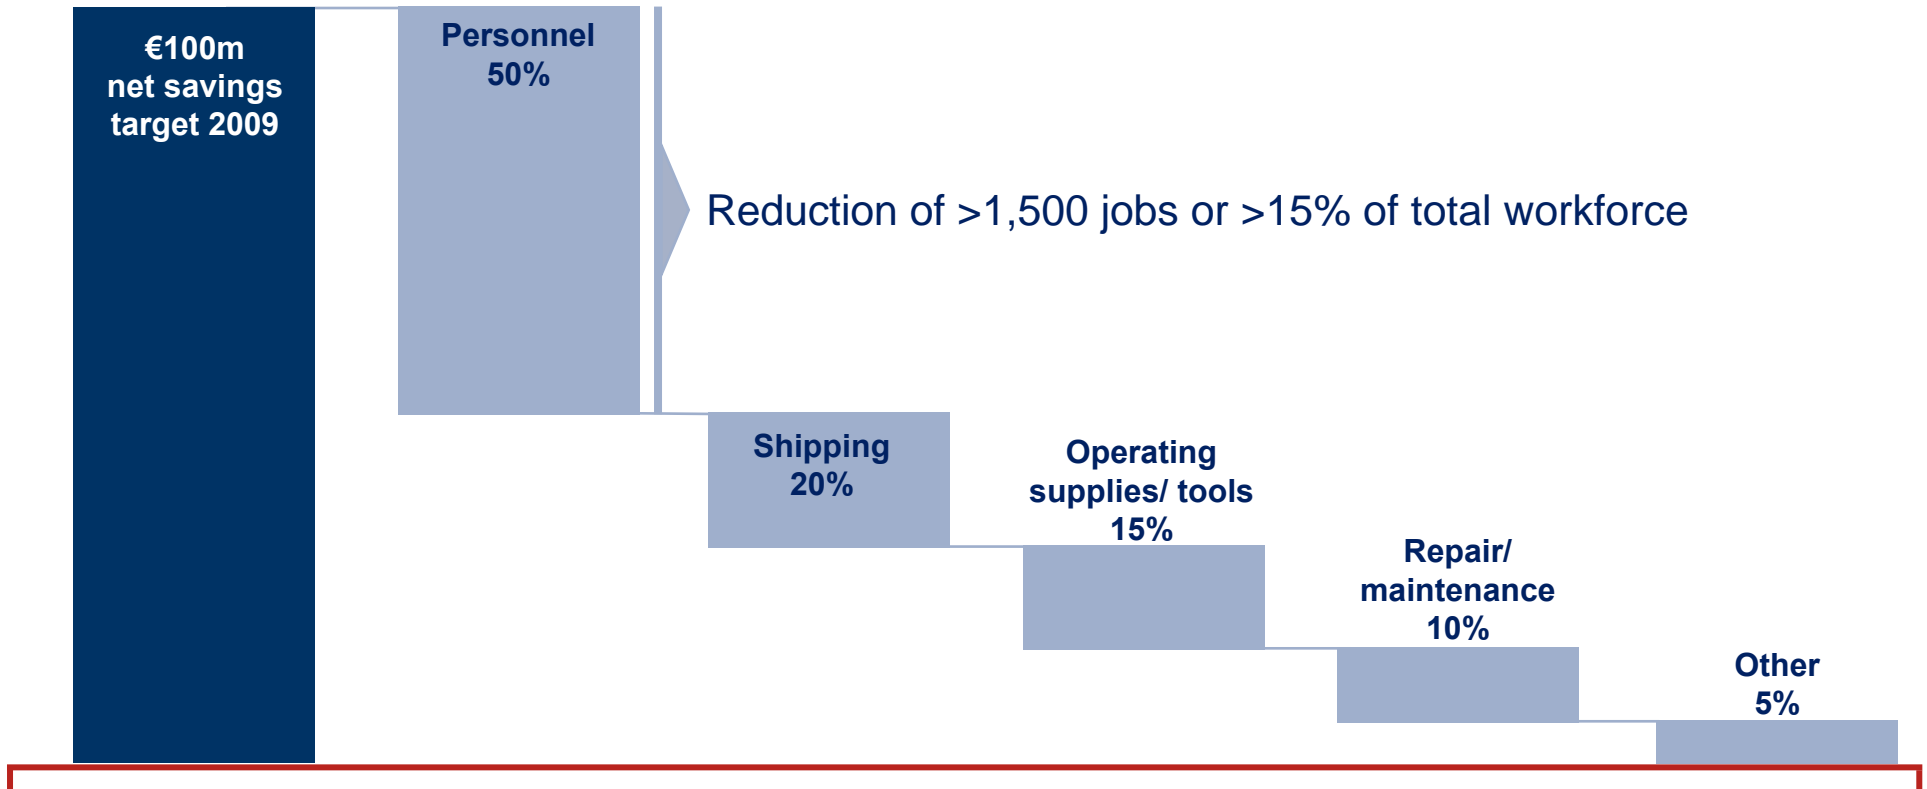 €100m
net savings
target 2009
Personnel
50%
Reduction of >1,500 jobs or >15% of total workforce
Shipping
20%
Operating
supplies/ tools
15%
Repair/
maintenance
10%
Other
5%